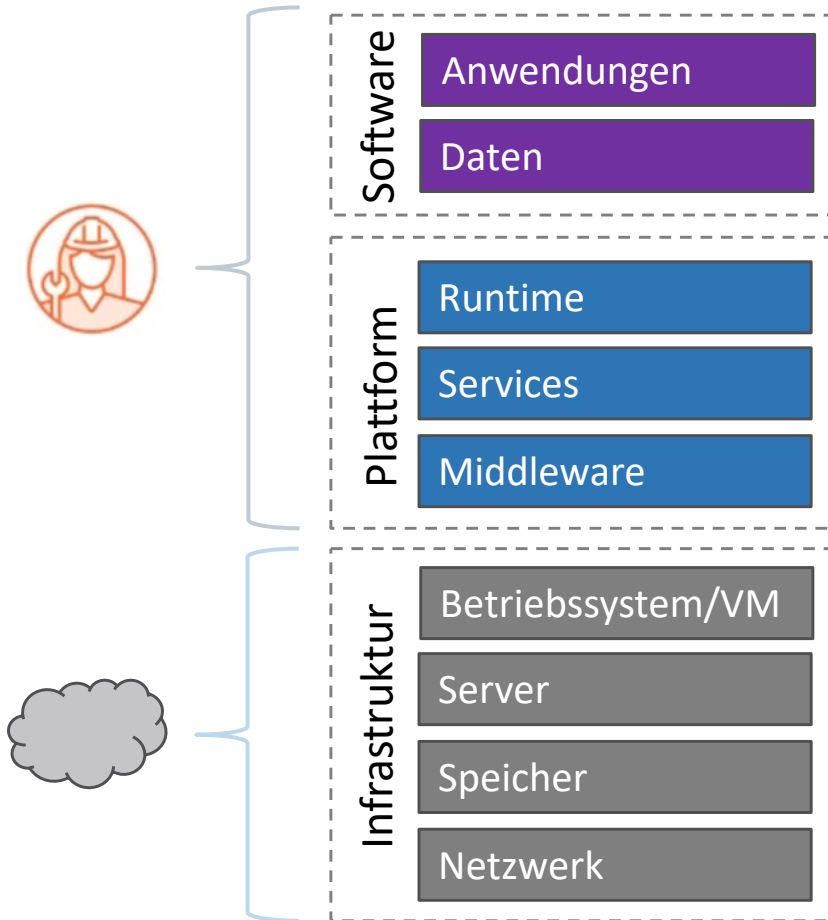 Software
Anwendungen
Daten
Plattform
Runtime
Services
Middleware
Infrastruktur
Betriebssystem/VM
Server
Speicher
Netzwerk